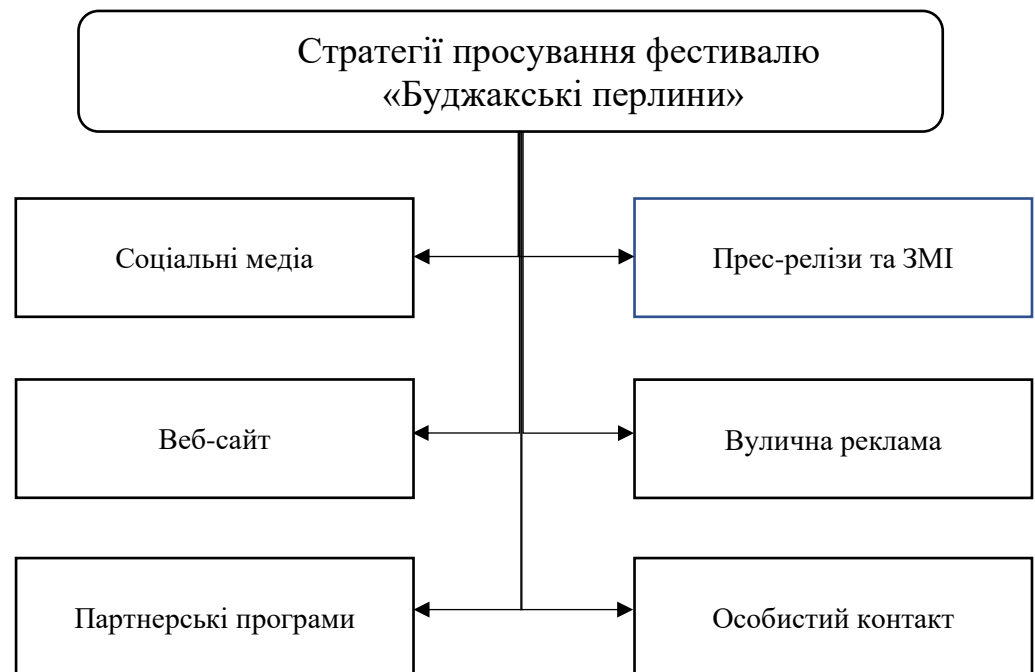 Стратегії просування фестивалю
«Буджакські перлини»
Соціальні медіа
Прес-релізи та ЗМІ
Веб-сайт
Вулична реклама
Партнерські програми
Особистий контакт